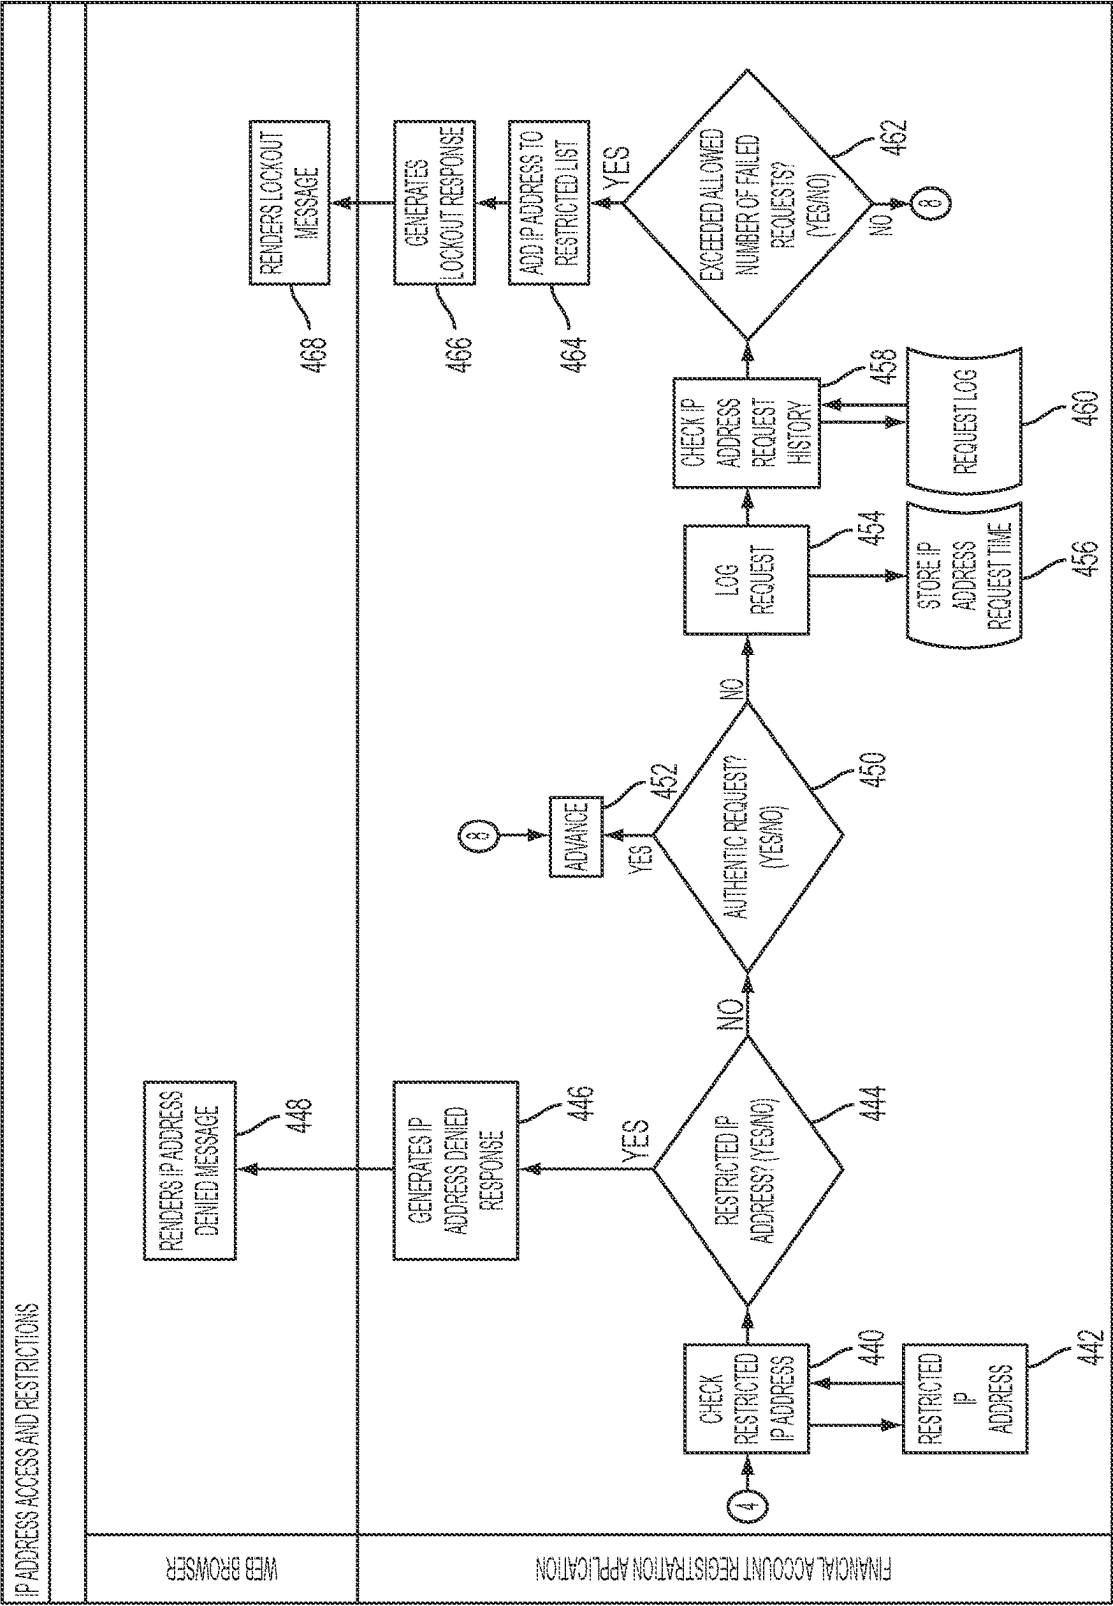 IP ADDRESS ACCESS AND RESTRICTIONS
WEB BROWSER
RENDERS IP ADDRESS
DENIED MESSAGE
448
RENDERS LOCKOUT
MESSAGE
468
FINANCIAL ACCOUNT REGISTRATION APPLICATION
4
CHECK
RESTRICTED
IP ADDRESS
440
RESTRICTED
IP
ADDRESS
442
RESTRICTED IP
ADDRESS? (YES/NO)
444
YES
GENERATES IP
ADDRESS DENIED
RESPONSE
446
NO
AUTHENTIC REQUEST?
(YES/NO)
450
YES
ADVANCE
452
8
NO
LOG
REQUEST
454
STORE IP
ADDRESS
REQUEST TIME
456
CHECK IP
ADDRESS
REQUEST
HISTORY
458
REQUEST LOG
460
EXCEEDED ALLOWED
NUMBER OF FAILED
REQUESTS?
(YES/NO)
462
YES
ADD IP ADDRESS TO
RESTRICTED LIST
464
GENERATES
LOCKOUT RESPONSE
466
NO
8